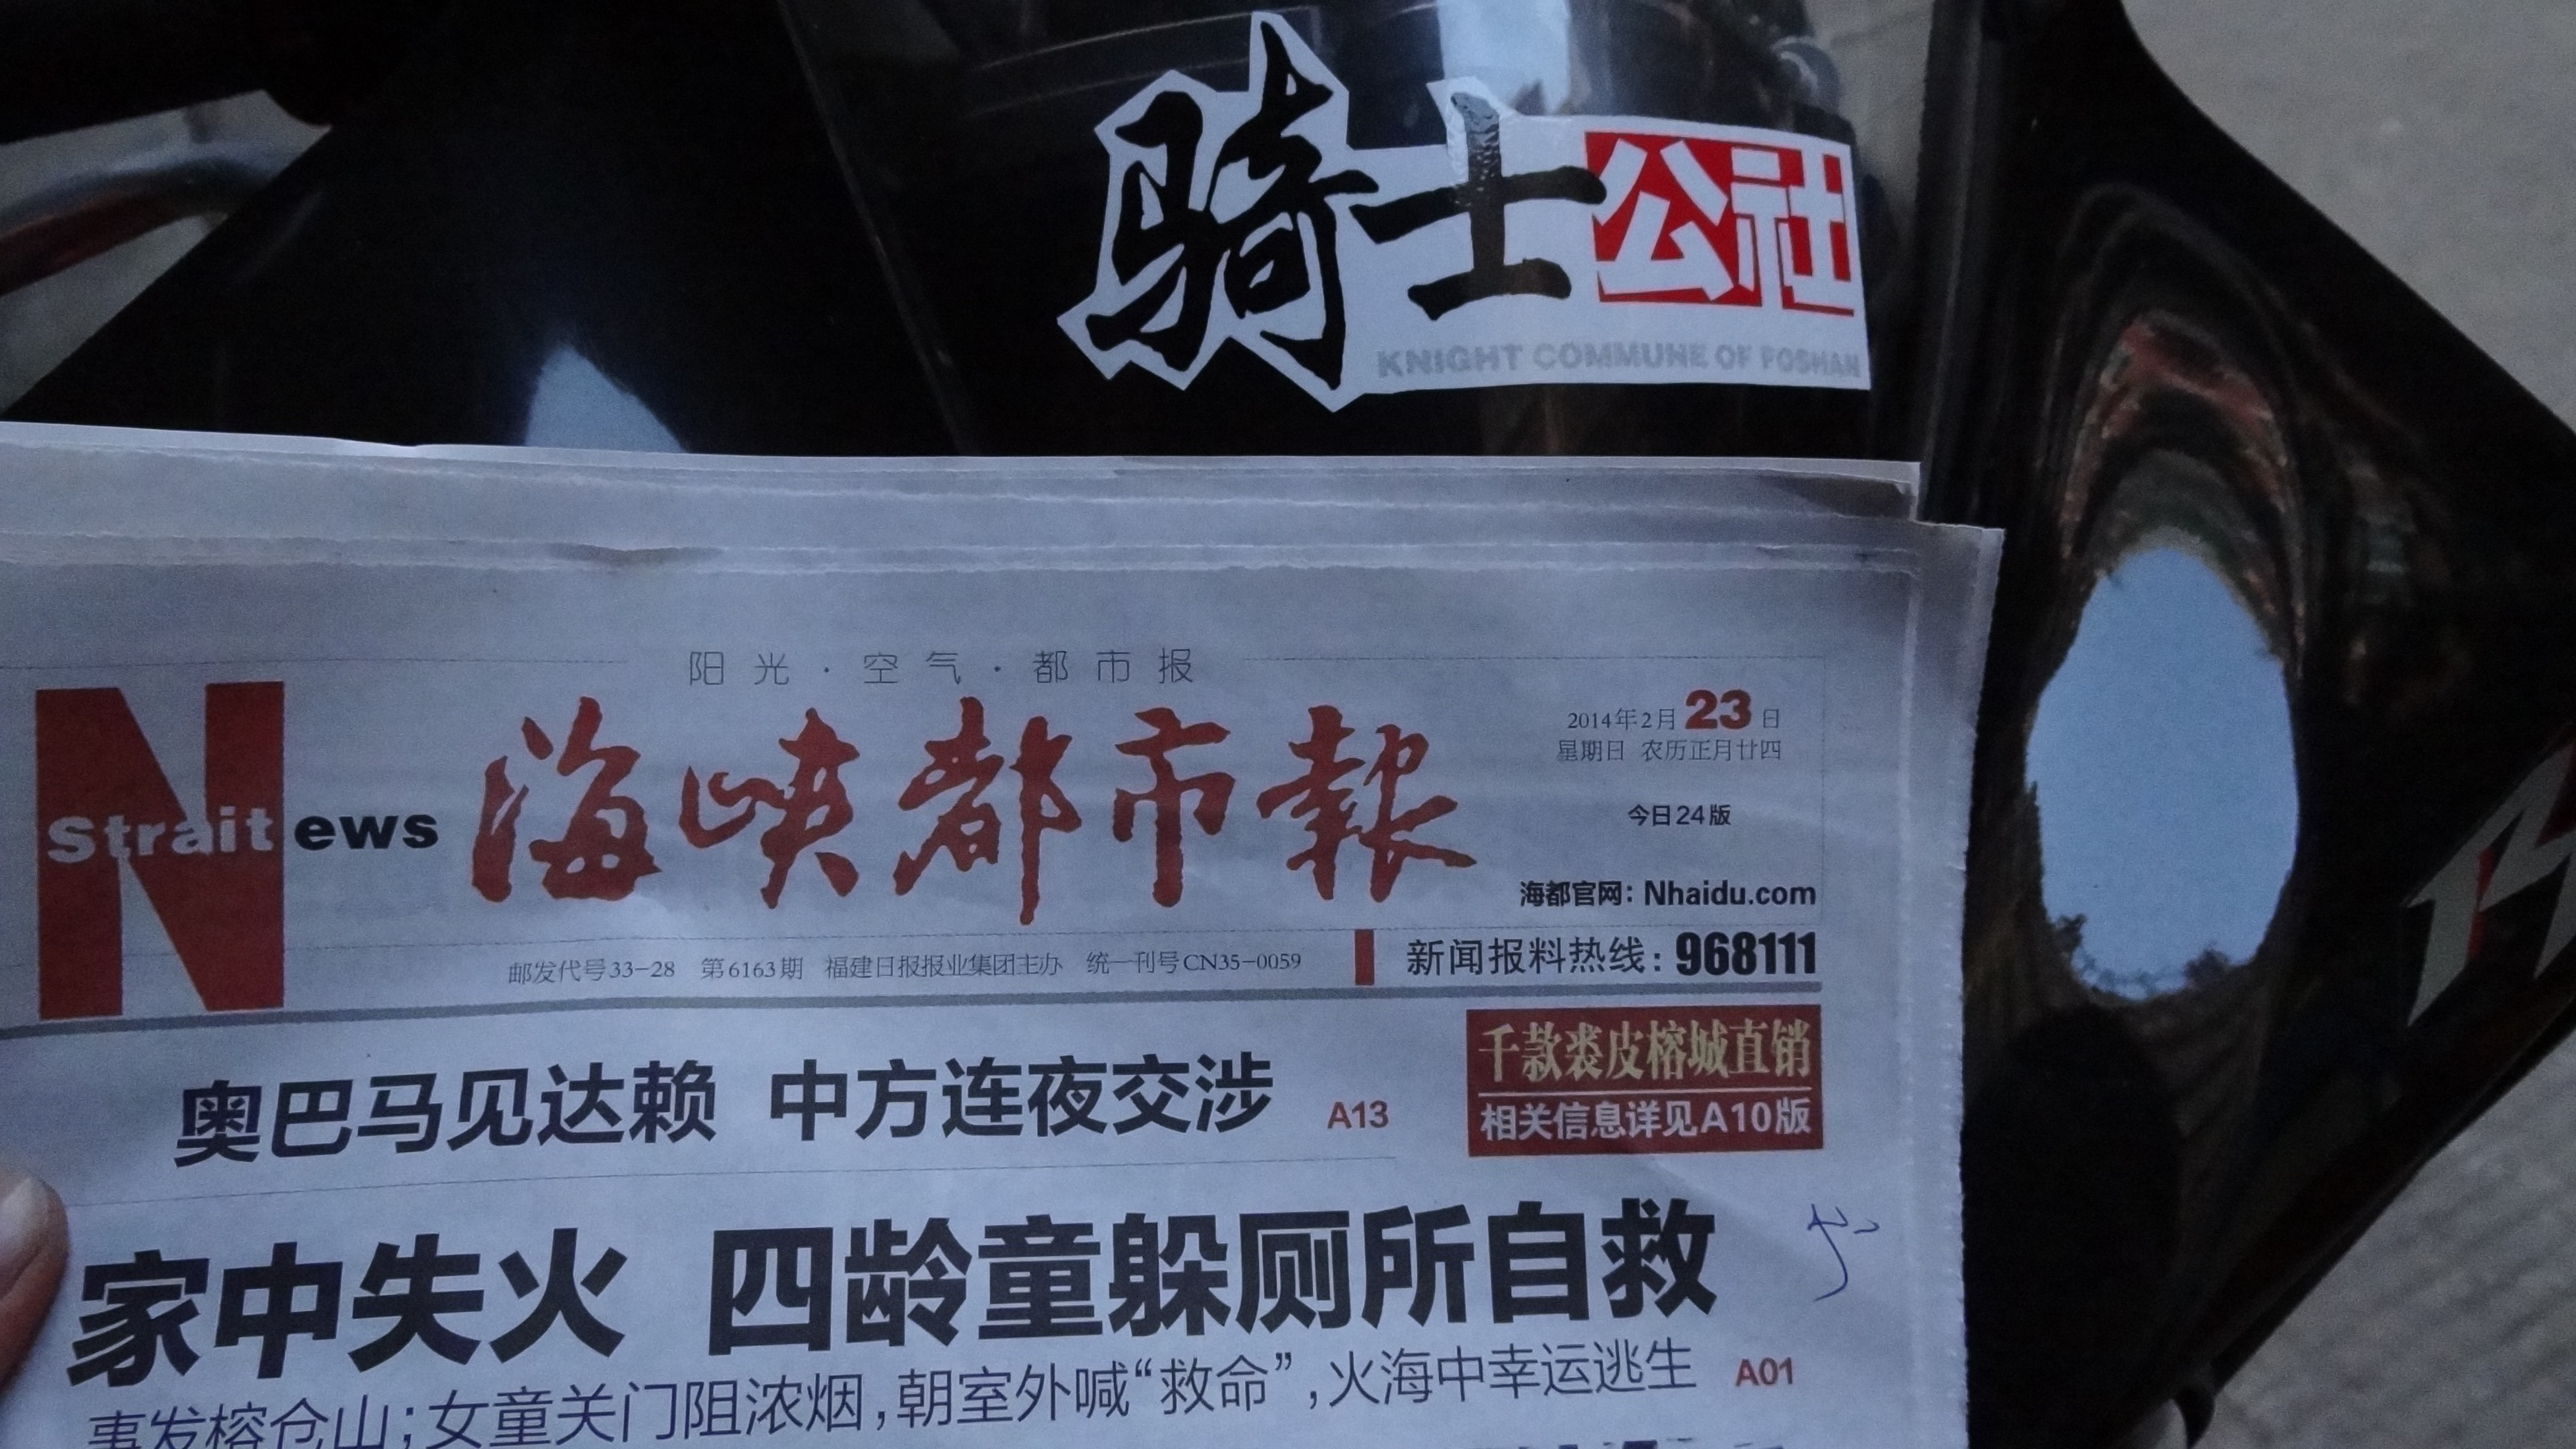 骑士公社
KNIGHT COMMUNE OF FOSHAN
阳光·空气·都市报
Strait News
海峡都市報
2014年2月23日
星期日 农历正月廿四
今日24版
海都官网：Nhaidu.com
邮发代号33-28 第6163期 福建日报报业集团主办 统一刊号CN35-0059
新闻报料热线：968111
奥巴马见达赖 中方连夜交涉 A13
千款裘皮榕城直销
相关信息详见A10版
家中失火 四龄童躲厕所自救
事发榕仓山；女童关门阻浓烟，朝室外喊“救命”，火海中幸运逃生 A01